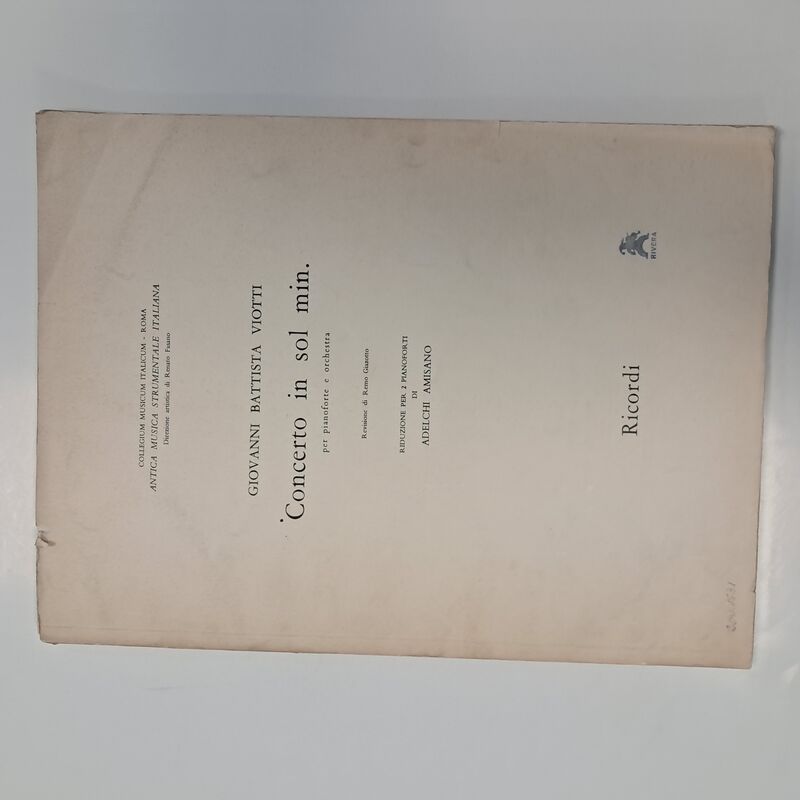 COLLEGIUM MUSICUM ITALICUM - ROMA
ANTICA MUSICA STRUMENTALE ITALIANA
Direzione artistica di Renato Fasano
GIOVANNI BATTISTA VIOTTI
Concerto in sol min.
per pianoforte e orchestra
Revisione di Remo Giazotto
RIDUZIONE PER 2 PIANOFORTI
DI
ADELCHI AMISANO
Ricordi
RIVERA